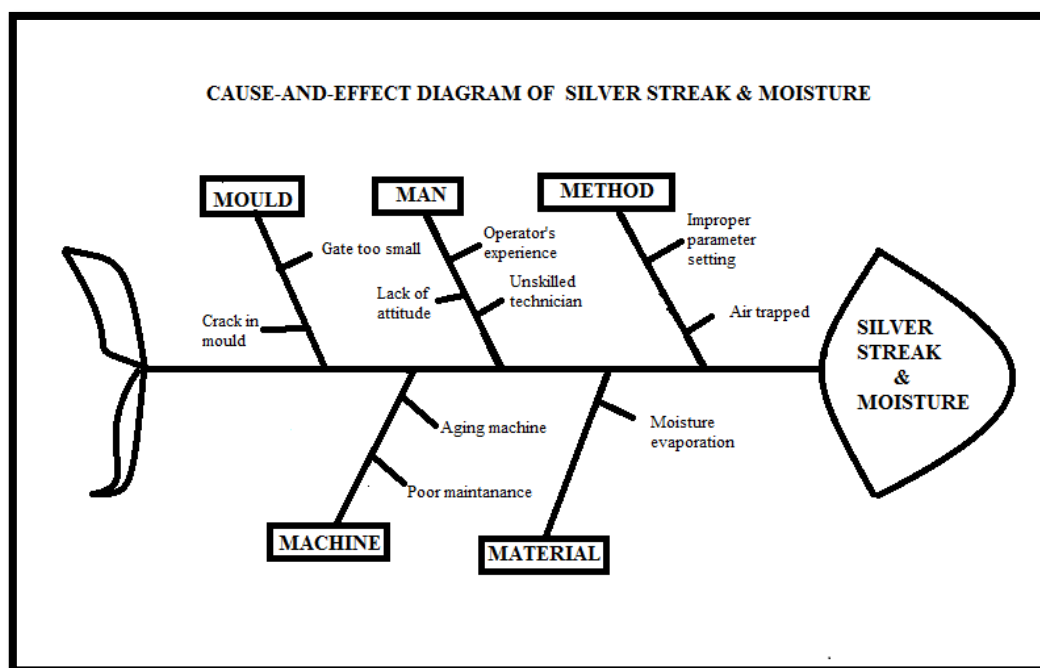 CAUSE-AND-EFFECT DIAGRAM OF SILVER STREAK & MOISTURE
MOULD
MAN
METHOD
Gate too small
Crack in
mould
Operator's
experience
Lack of
attitude
Unskilled
technician
Improper
parameter
setting
Air trapped
SILVER
STREAK
&
MOISTURE
Aging machine
Poor maintanance
Moisture
evaporation
MACHINE
MATERIAL